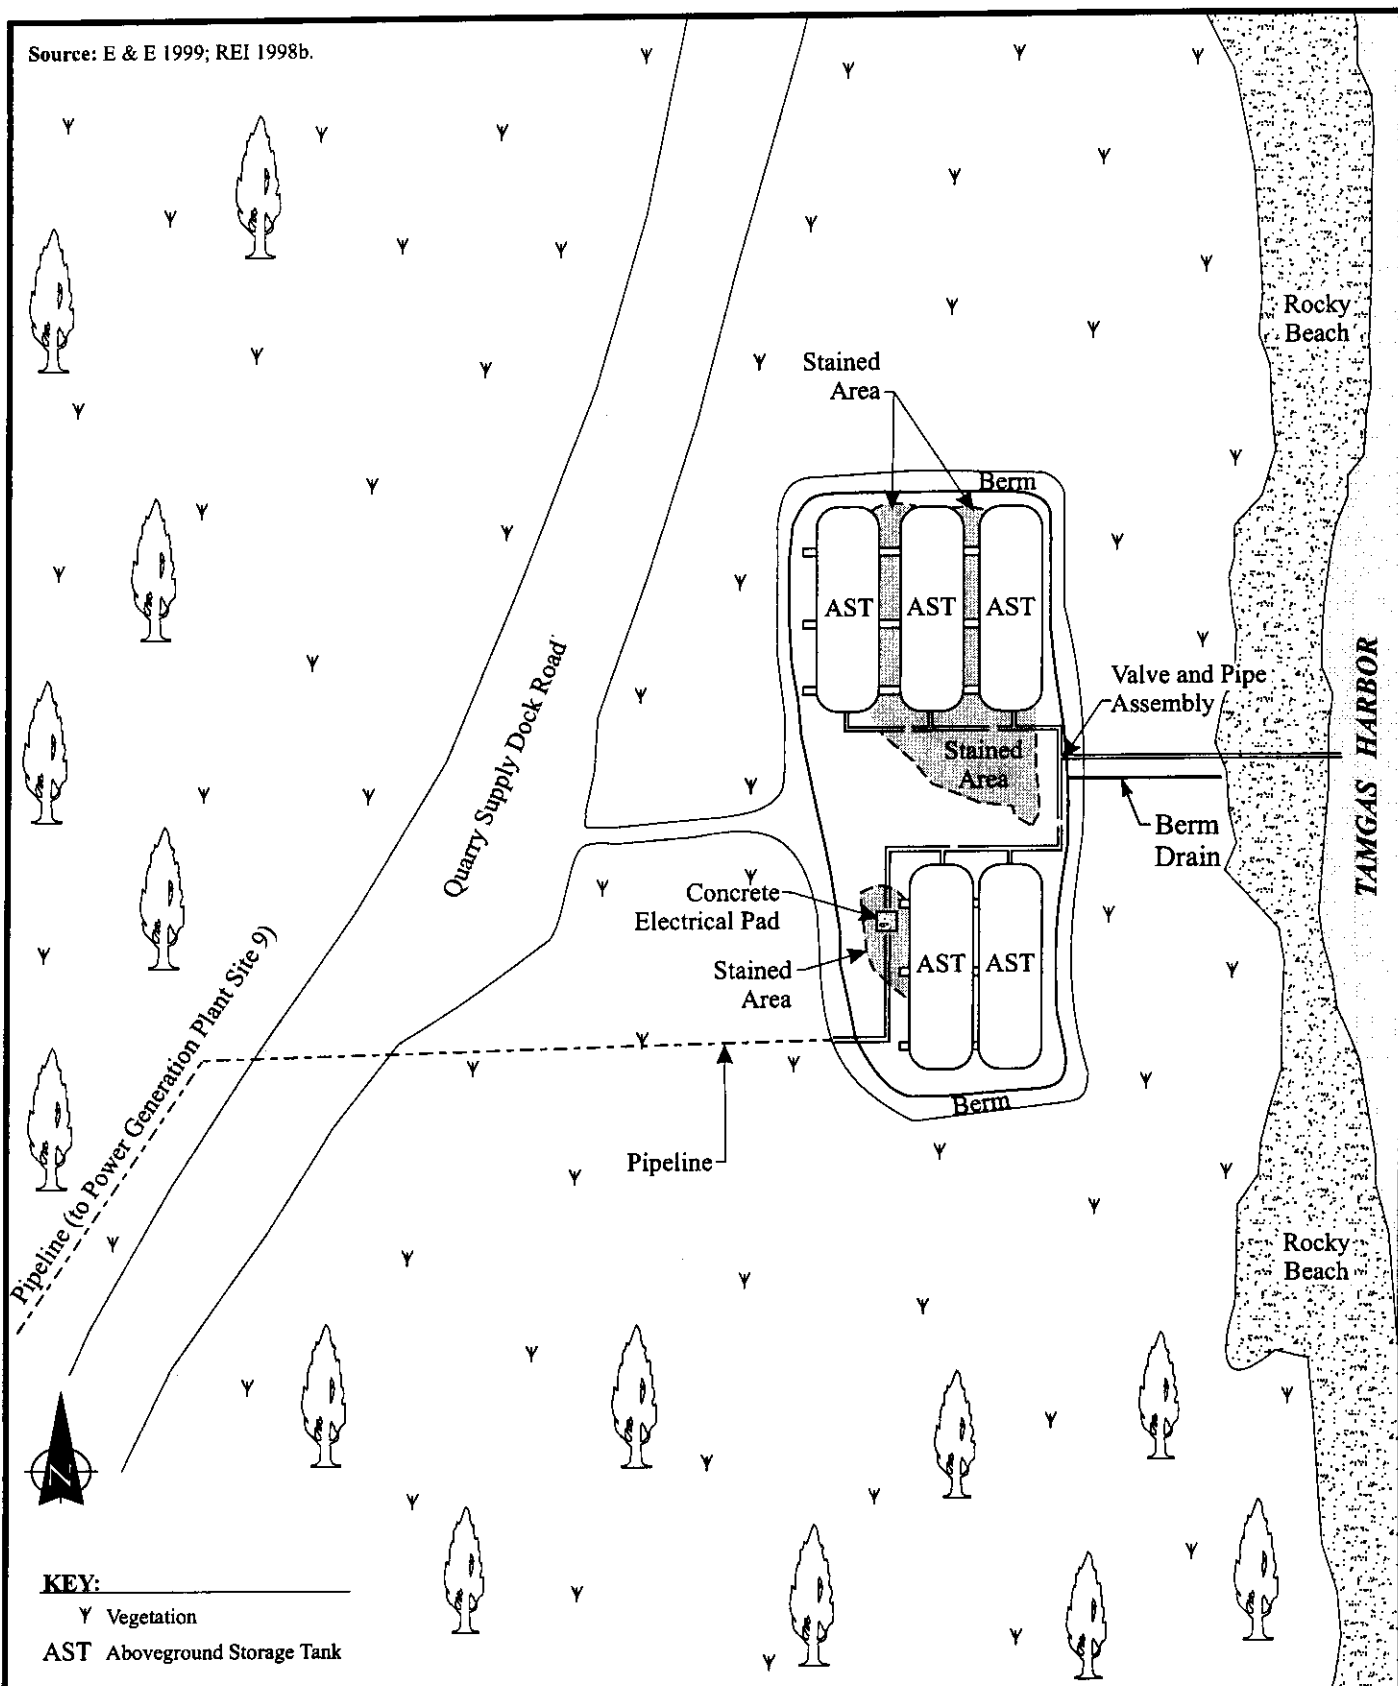 Source: E & E 1999; REI 1998b.
Rocky
Beach
Stained
Area
Berm
AST
AST
AST
Valve and Pipe
Assembly
Stained
Area
TAMGAS HARBOR
Quarry Supply Dock Road
Berm
Drain
Concrete
Electrical Pad
Stained
Area
AST
AST
Berm
Pipeline
Pipeline (to Power Generation Plant Site 9)
Rocky
Beach
N
KEY:
Vegetation
AST Aboveground Storage Tank